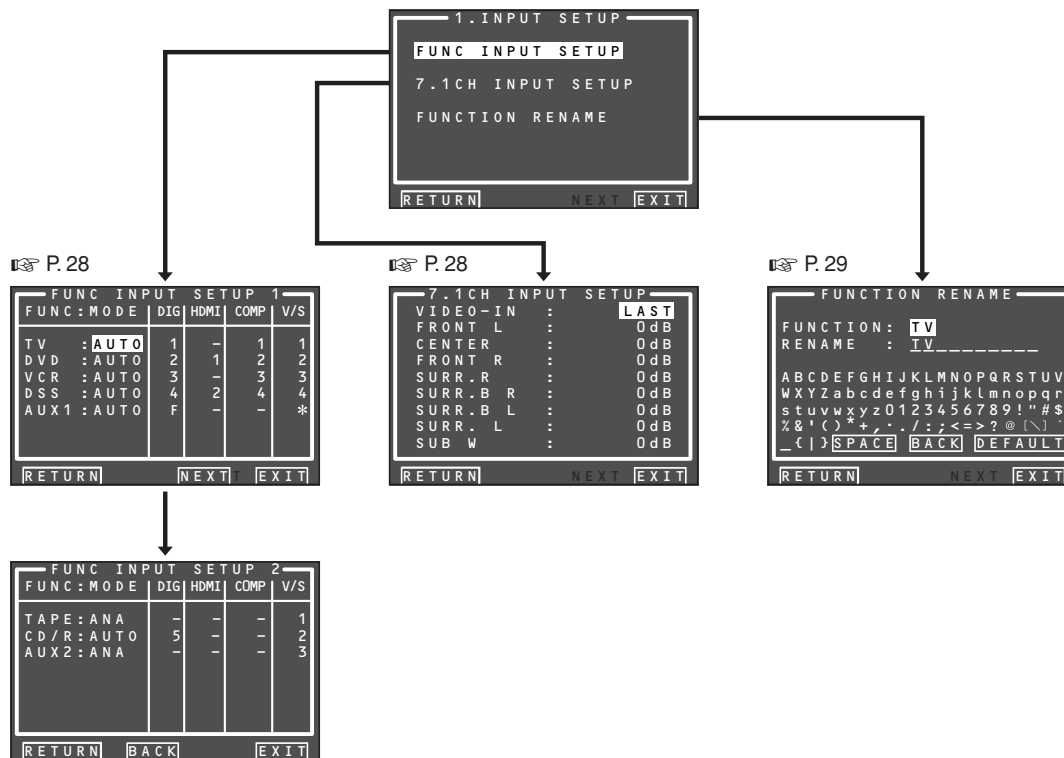 1.INPUT SETUP
FUNC INPUT SETUP
7.1CH INPUT SETUP
FUNCTION RENAME
RETURN NEXT EXIT
☞ P. 28
FUNC INPUT SETUP 1
FUNC:MODE DIG HDMI COMP V/S
TV :AUTO 1 – 1 1
DVD :AUTO 2 1 2 2
VCR :AUTO 3 – 3 3
DSS :AUTO 4 2 4 4
AUX1:AUTO F – – *
RETURN NEXT EXIT
☞ P. 28
7.1CH INPUT SETUP
VIDEO-IN : LAST
FRONT L : 0dB
CENTER : 0dB
FRONT R : 0dB
SURR.R : 0dB
SURR.B R : 0dB
SURR.B L : 0dB
SURR. L : 0dB
SUB W : 0dB
RETURN NEXT EXIT
☞ P. 29
FUNCTION RENAME
FUNCTION: TV
RENAME : TV__________
ABCDEFGHIJKLMNOPQRSTUV
WXYZabcdefghijklmnopqr
stuvwxyz0123456789!"#$
%&'()*+,-./:;<=>?@[\]^
_{|}SPACE BACK DEFAULT
RETURN NEXT EXIT
FUNC INPUT SETUP 2
FUNC:MODE DIG HDMI COMP V/S
TAPE:ANA – – – 1
CD/R:AUTO 5 – – 2
AUX2:ANA – – – 3
RETURN BACK EXIT